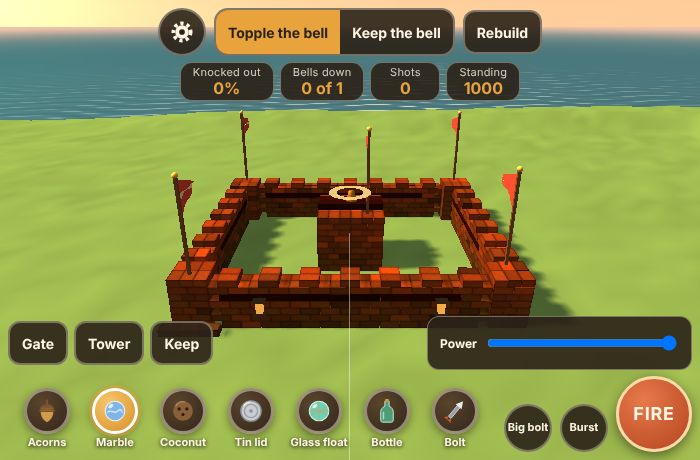 Topple the bell
Keep the bell
Rebuild
Knocked out
0%
Bells down
0 of 1
Shots
0
Standing
1000
Gate
Tower
Keep
Power
Acorns
Marble
Coconut
Tin lid
Glass float
Bottle
Bolt
Big bolt
Burst
FIRE